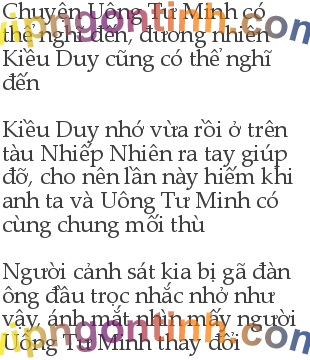 Chuyện Uông Tư Minh có
thể nghĩ đến, đương nhiên
Kiều Duy cũng có thể nghĩ
đến
Kiều Duy nhớ vừa rồi ở trên
tàu Nhiếp Nhiên ra tay giúp
đỡ, cho nên lần này hiếm khi
anh ta và Uông Tư Minh có
cùng chung mối thù
Người cảnh sát kia bị gã đàn
ông đầu trọc nhắc nhở như
vậy, ánh mắt nhìn mấy người
Uông Tư Minh thay đổi
vipngontinh.com
vipngontinh.com